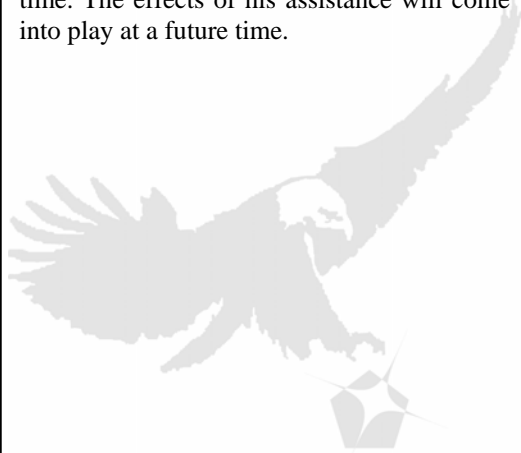 time. The effects of his assistance will come
into play at a future time.